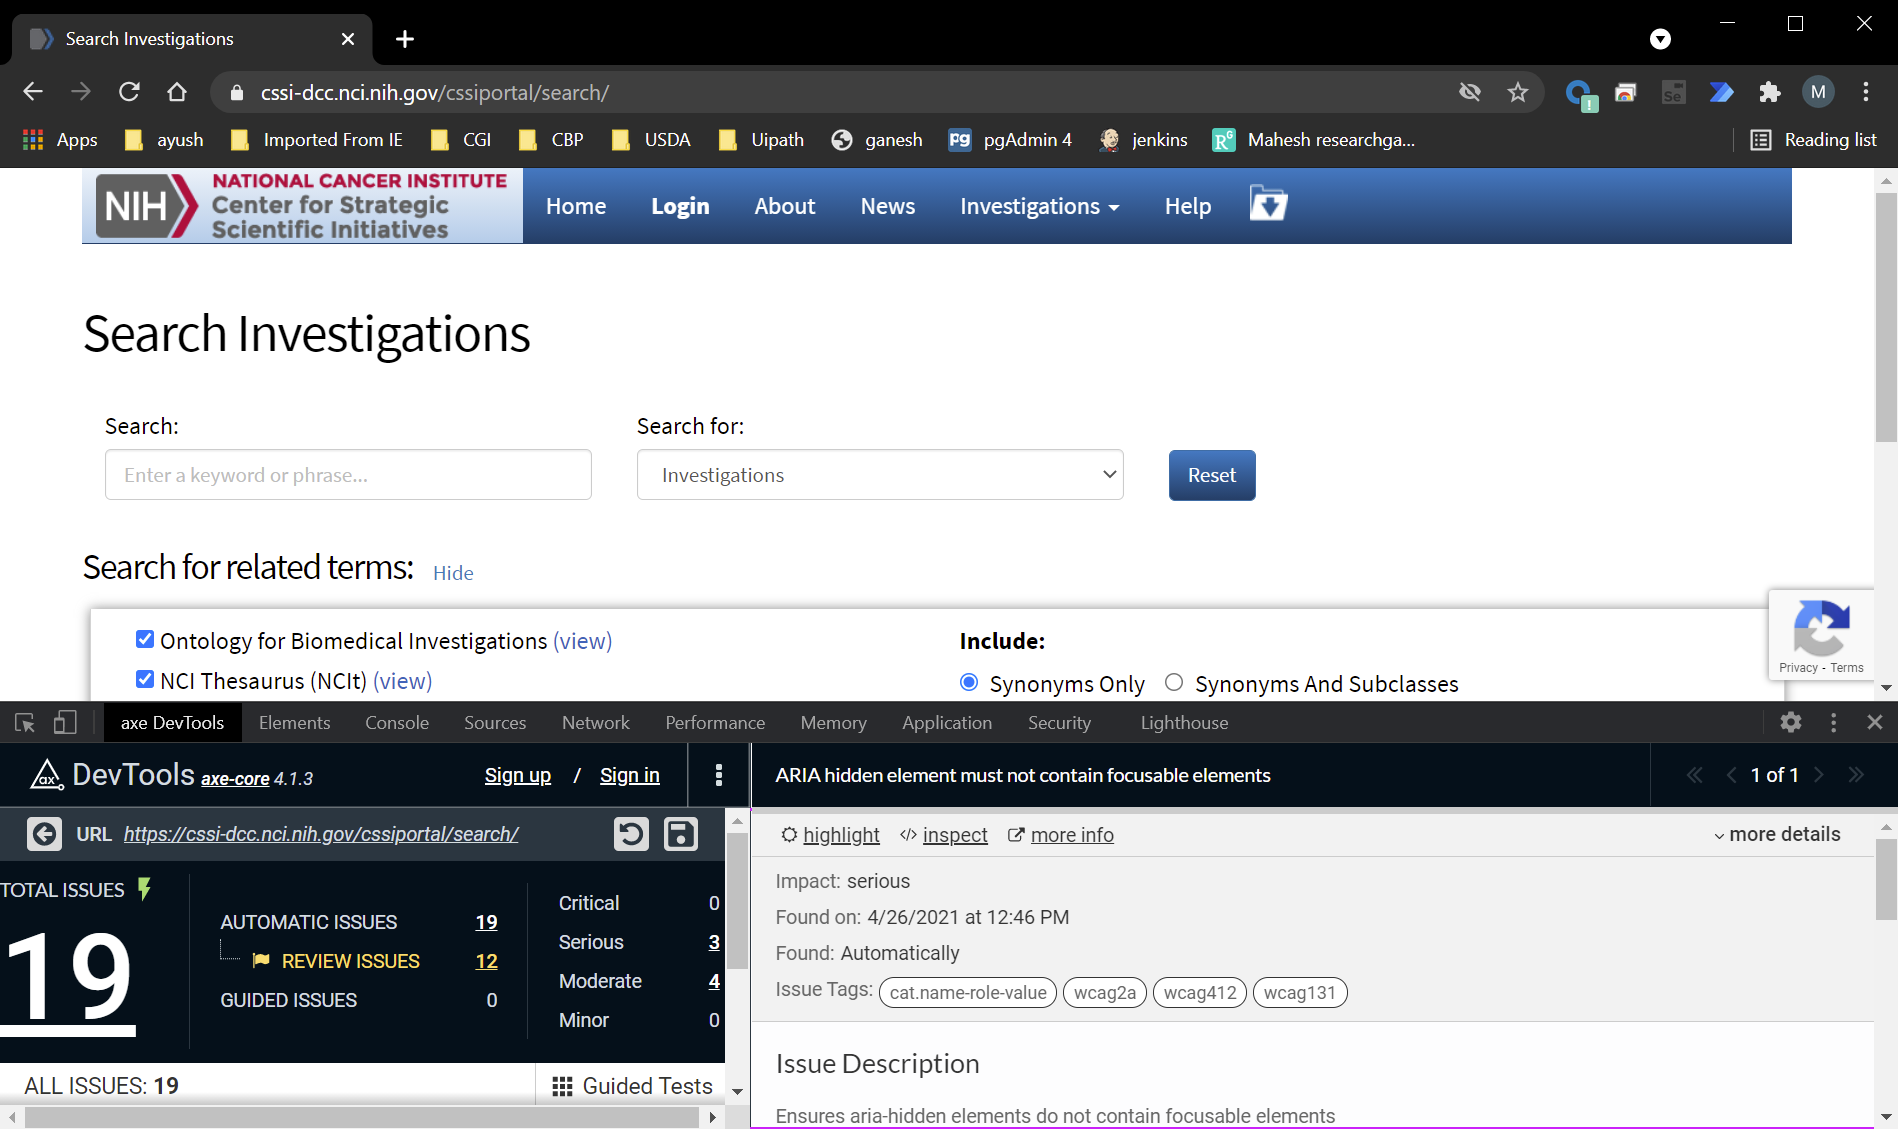 Search Investigations
cssi-dcc.nci.nih.gov/cssiportal/search/
Se
M
Apps ayush Imported From IE CGI CBP USDA Uipath ganesh pgAdmin 4 jenkins Mahesh researchga... Reading list
NIH NATIONAL CANCER INSTITUTE
Center for Strategic
Scientific Initiatives
Home Login About News Investigations Help
Search Investigations
Search: Search for:
Enter a keyword or phrase... Investigations Reset
Search for related terms: Hide
Ontology for Biomedical Investigations (view) Include:
NCI Thesaurus (NCIt) (view) Synonyms Only Synonyms And Subclasses
Privacy - Terms
axe DevTools Elements Console Sources Network Performance Memory Application Security Lighthouse
ax DevTools axe-core 4.1.3 Sign up / Sign in
ARIA hidden element must not contain focusable elements 1 of 1
URL https://cssi-dcc.nci.nih.gov/cssiportal/search/
highlight inspect more info more details
TOTAL ISSUES
19
AUTOMATIC ISSUES 19
REVIEW ISSUES 12
GUIDED ISSUES 0
Critical 0
Serious 3
Moderate 4
Minor 0
ALL ISSUES: 19 Guided Tests
Impact: serious
Found on: 4/26/2021 at 12:46 PM
Found: Automatically
Issue Tags: cat.name-role-value wcag2a wcag412 wcag131
Issue Description
Ensures aria-hidden elements do not contain focusable elements